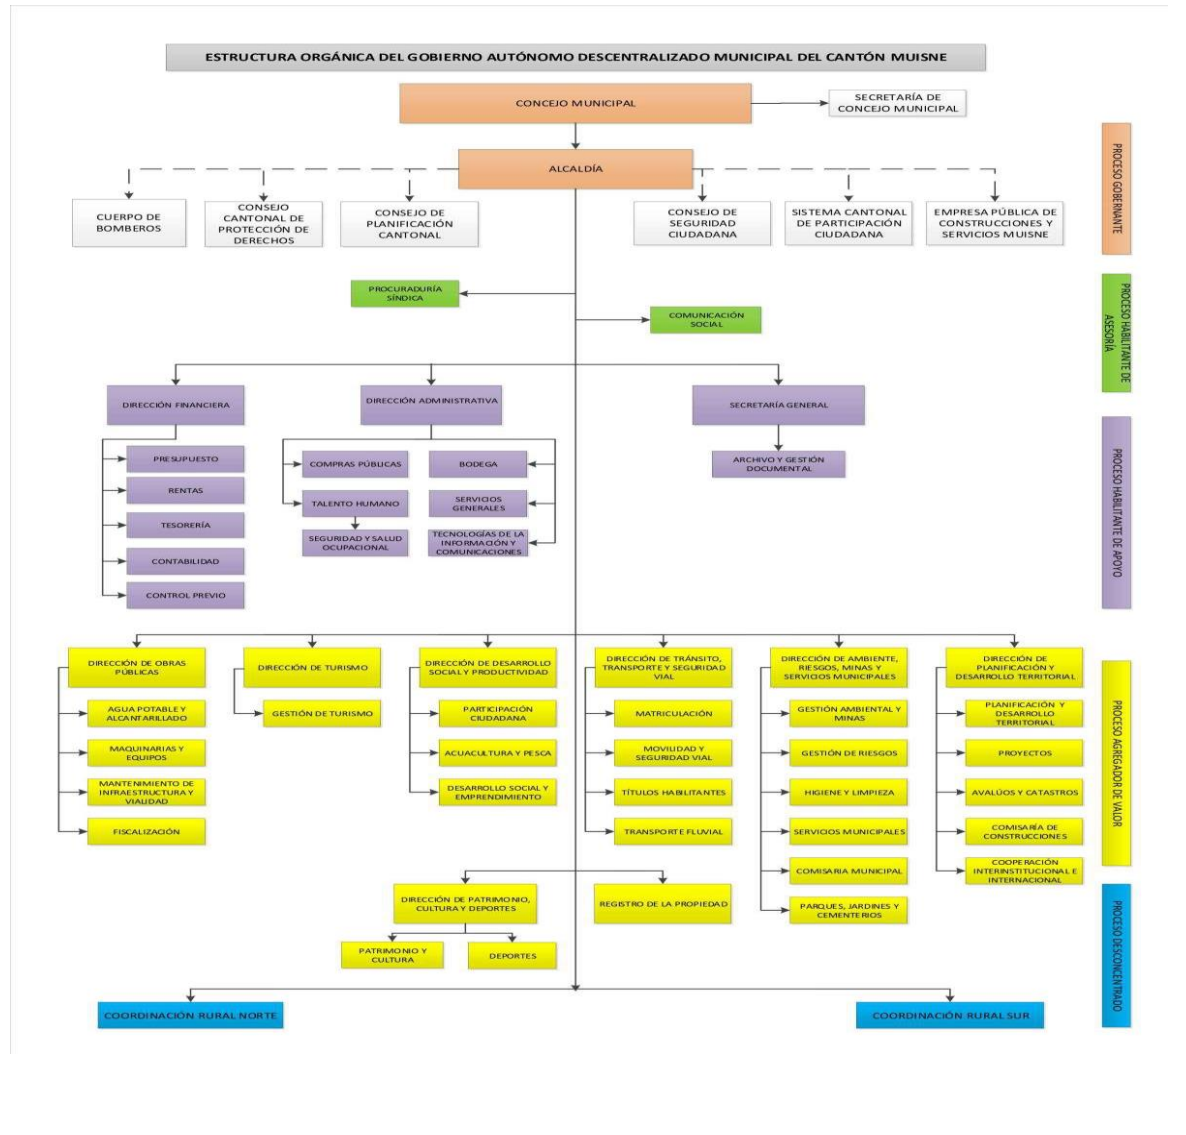 ESTRUCTURA ORGÁNICA DEL GOBIERNO AUTÓNOMO DESCENTRALIZADO MUNICIPAL DEL CANTÓN MUISNE
CONCEJO MUNICIPAL
SECRETARÍA DE
CONCEJO MUNICIPAL
ALCALDÍA
CUERPO DE
BOMBEROS
CONSEJO
CANTONAL DE
PROTECCIÓN DE
DERECHOS
CONSEJO DE
PLANIFICACIÓN
CANTONAL
CONSEJO DE
SEGURIDAD
CIUDADANA
SISTEMA CANTONAL
DE PARTICIPACIÓN
CIUDADANA
EMPRESA PÚBLICA DE
CONSTRUCCIONES Y
SERVICIOS MUISNE
PROCESO GOBERNANTE
PROCURADURÍA
SÍNDICA
COMUNICACIÓN
SOCIAL
PROCESO HABILITANTE DE
ASESORÍA
DIRECCIÓN FINANCIERA
PRESUPUESTO
RENTAS
TESORERÍA
CONTABILIDAD
CONTROL PREVIO
DIRECCIÓN ADMINISTRATIVA
COMPRAS PÚBLICAS
TALENTO HUMANO
SEGURIDAD Y SALUD
OCUPACIONAL
BODEGA
SERVICIOS
GENERALES
TECNOLOGÍAS DE LA
INFORMACIÓN Y
COMUNICACIONES
SECRETARÍA GENERAL
ARCHIVO Y GESTIÓN
DOCUMENTAL
PROCESO HABILITANTE DE APOYO
DIRECCIÓN DE OBRAS
PÚBLICAS
AGUA POTABLE Y
ALCANTARILLADO
MAQUINARIAS Y
EQUIPOS
MANTENIMIENTO DE
INFRAESTRUCTURA Y
VIALIDAD
FISCALIZACIÓN
DIRECCIÓN DE TURISMO
GESTIÓN DE TURISMO
DIRECCIÓN DE DESARROLLO
SOCIAL Y PRODUCTIVIDAD
PARTICIPACIÓN
CIUDADANA
ACUACULTURA Y PESCA
DESARROLLO SOCIAL Y
EMPRENDIMIENTO
DIRECCIÓN DE TRÁNSITO,
TRANSPORTE Y SEGURIDAD
VIAL
MATRICULACIÓN
MOVILIDAD Y
SEGURIDAD VIAL
TÍTULOS HABILITANTES
TRANSPORTE FLUVIAL
DIRECCIÓN DE AMBIENTE,
RIESGOS, MINAS Y
SERVICIOS MUNICIPALES
GESTIÓN AMBIENTAL Y
MINAS
GESTIÓN DE RIESGOS
HIGIENE Y LIMPIEZA
SERVICIOS MUNICIPALES
COMISARIA MUNICIPAL
PARQUES, JARDINES Y
CEMENTERIOS
DIRECCIÓN DE
PLANIFICACIÓN Y
DESARROLLO TERRITORIAL
PLANIFICACIÓN Y
DESARROLLO
TERRITORIAL
PROYECTOS
AVALÚOS Y CATASTROS
COMISARÍA DE
CONSTRUCCIONES
COOPERACIÓN
INTERINSTITUCIONAL E
INTERNACIONAL
PROCESO AGREGADOR DE VALOR
DIRECCIÓN DE PATRIMONIO,
CULTURA Y DEPORTES
PATRIMONIO Y
CULTURA
DEPORTES
REGISTRO DE LA PROPIEDAD
COORDINACIÓN RURAL NORTE
COORDINACIÓN RURAL SUR
PROCESO DESCONCENTRADO